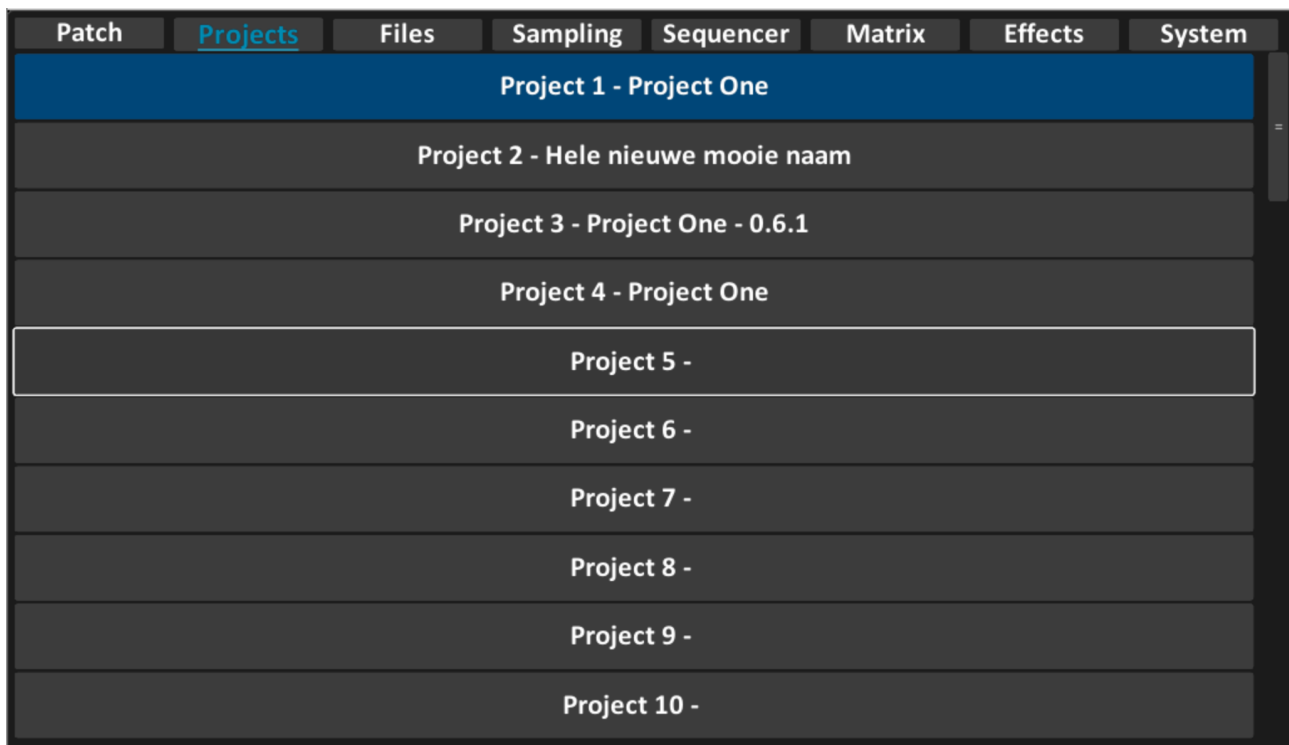 Patch Projects Files Sampling Sequencer Matrix Effects System
Project 1 - Project One
Project 2 - Hele nieuwe mooie naam
Project 3 - Project One - 0.6.1
Project 4 - Project One
Project 5 -
Project 6 -
Project 7 -
Project 8 -
Project 9 -
Project 10 -